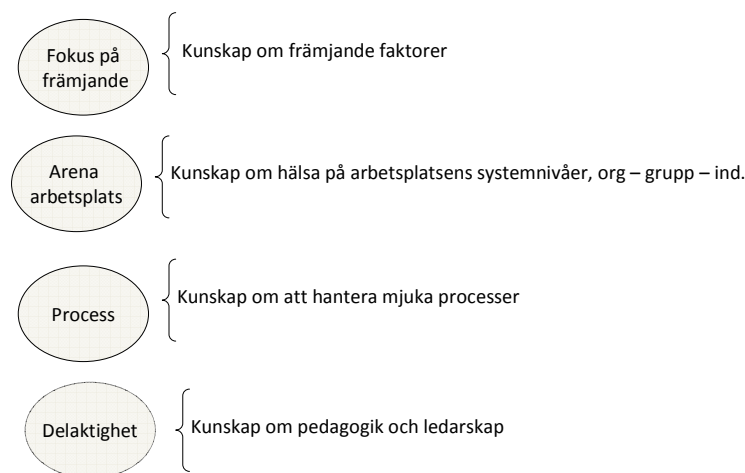 Fokus på
främjande
Kunskap om främjande faktorer
Arena
arbetsplats
Kunskap om hälsa på arbetsplatsens systemnivåer, org – grupp – ind.
Process
Kunskap om att hantera mjuka processer
Delaktighet
Kunskap om pedagogik och ledarskap